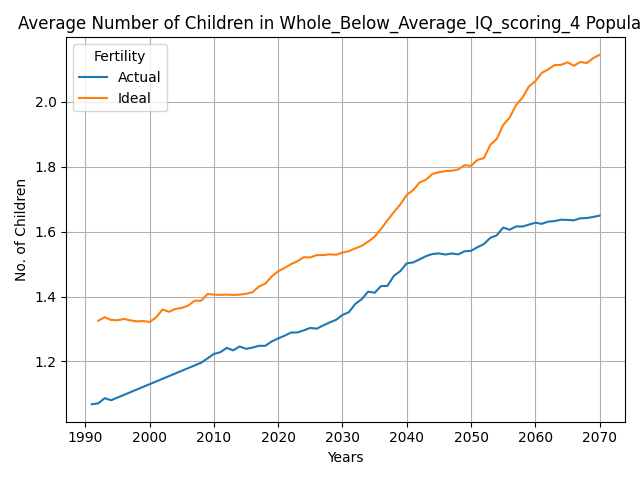 Average Number of Children in Whole_Below_Average_IQ_scoring_4 Popula
Fertility
Actual
Ideal
No. of Children
2.0
1.8
1.6
1.4
1.2
1990 2000 2010 2020 2030 2040 2050 2060 2070
Years